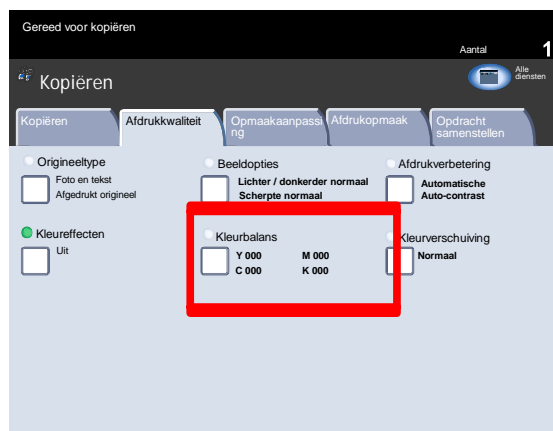 Gereed voor kopiëren
Aantal 1
Kopiëren
Alle
diensten
Kopiëren
Afdrukkwaliteit
Opmaakaanpassi
ng
Afdrukopmaak
Opdracht
samenstellen
Origineeltype
Foto en tekst
Afgedrukt origineel
Beeldopties
Lichter / donkerder normaal
Scherpte normaal
Afdrukverbetering
Automatische
Auto-contrast
Kleureffecten
Uit
Kleurbalans
Y 000 M 000
C 000 K 000
Kleurverschuiving
Normaal